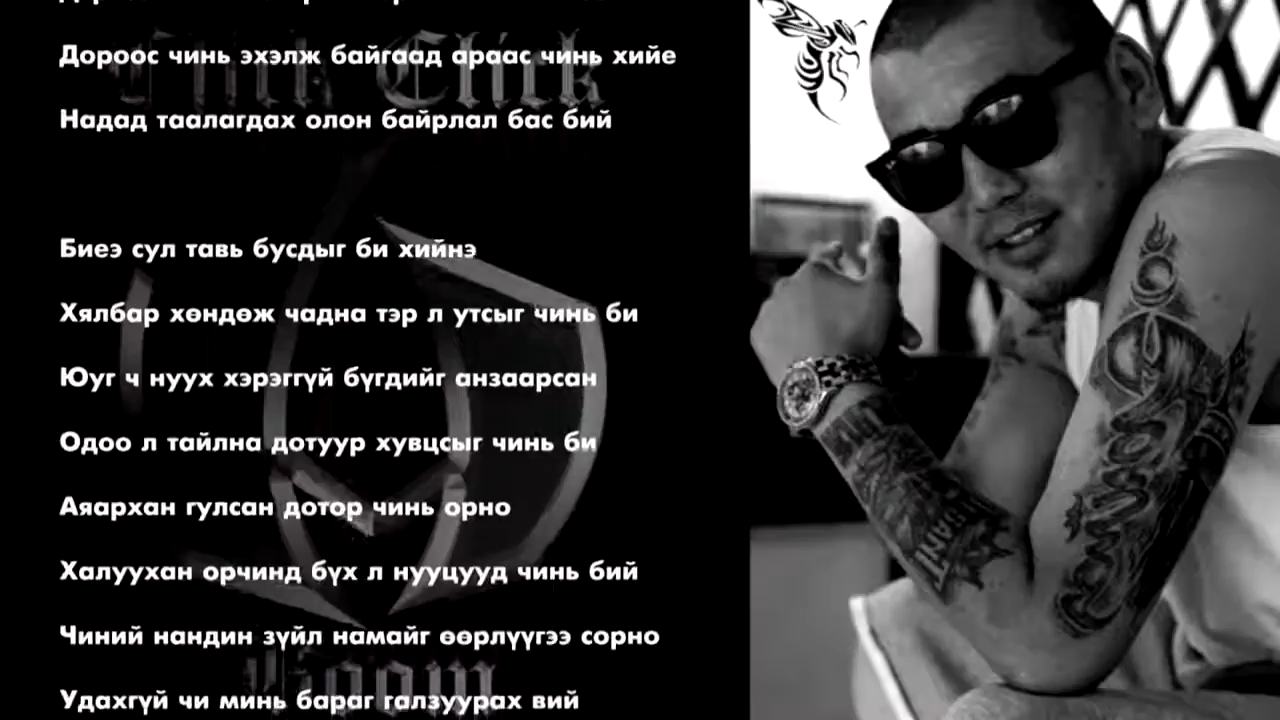 Дороос чинь эхэлж байгаад араас чинь хийе
Надад таалагдах олон байрлал бас бий
Биеэ сул тавь бусдыг би хийнэ
Хялбар хөндөж чадна тэр л утсыг чинь би
Юуг ч нуух хэрэггүй бүгдийг анзаарсан
Одоо л тайлна дотуур хувцсыг чинь би
Аяархан гулсан дотор чинь орно
Халуухан орчинд бүх л нууцууд чинь бий
Чиний нандин зүйл намайг өөрлүүгээ сорно
Удахгүй чи минь бараг галзуурах вий
Click
Boom